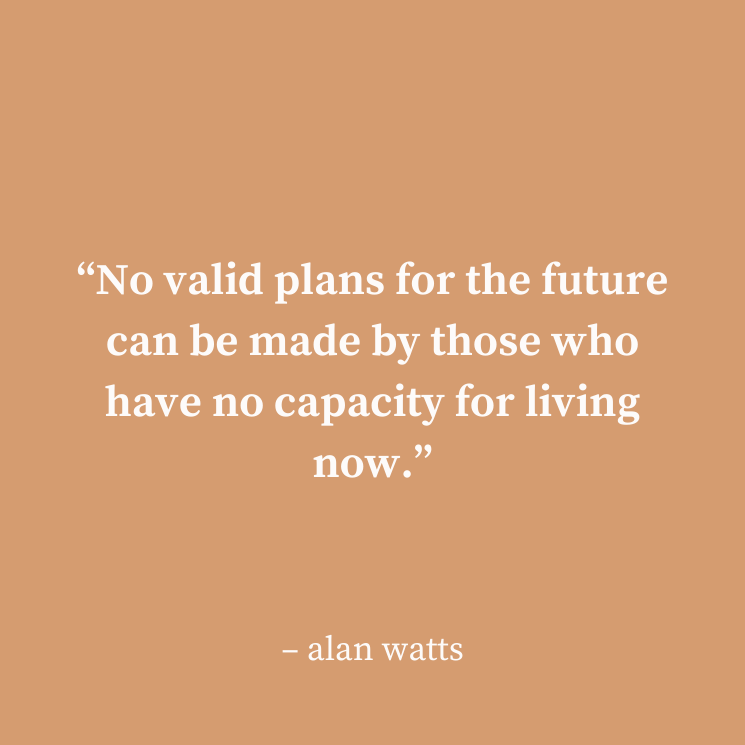 “No valid plans for the future
can be made by those who
have no capacity for living
now.”
– alan watts